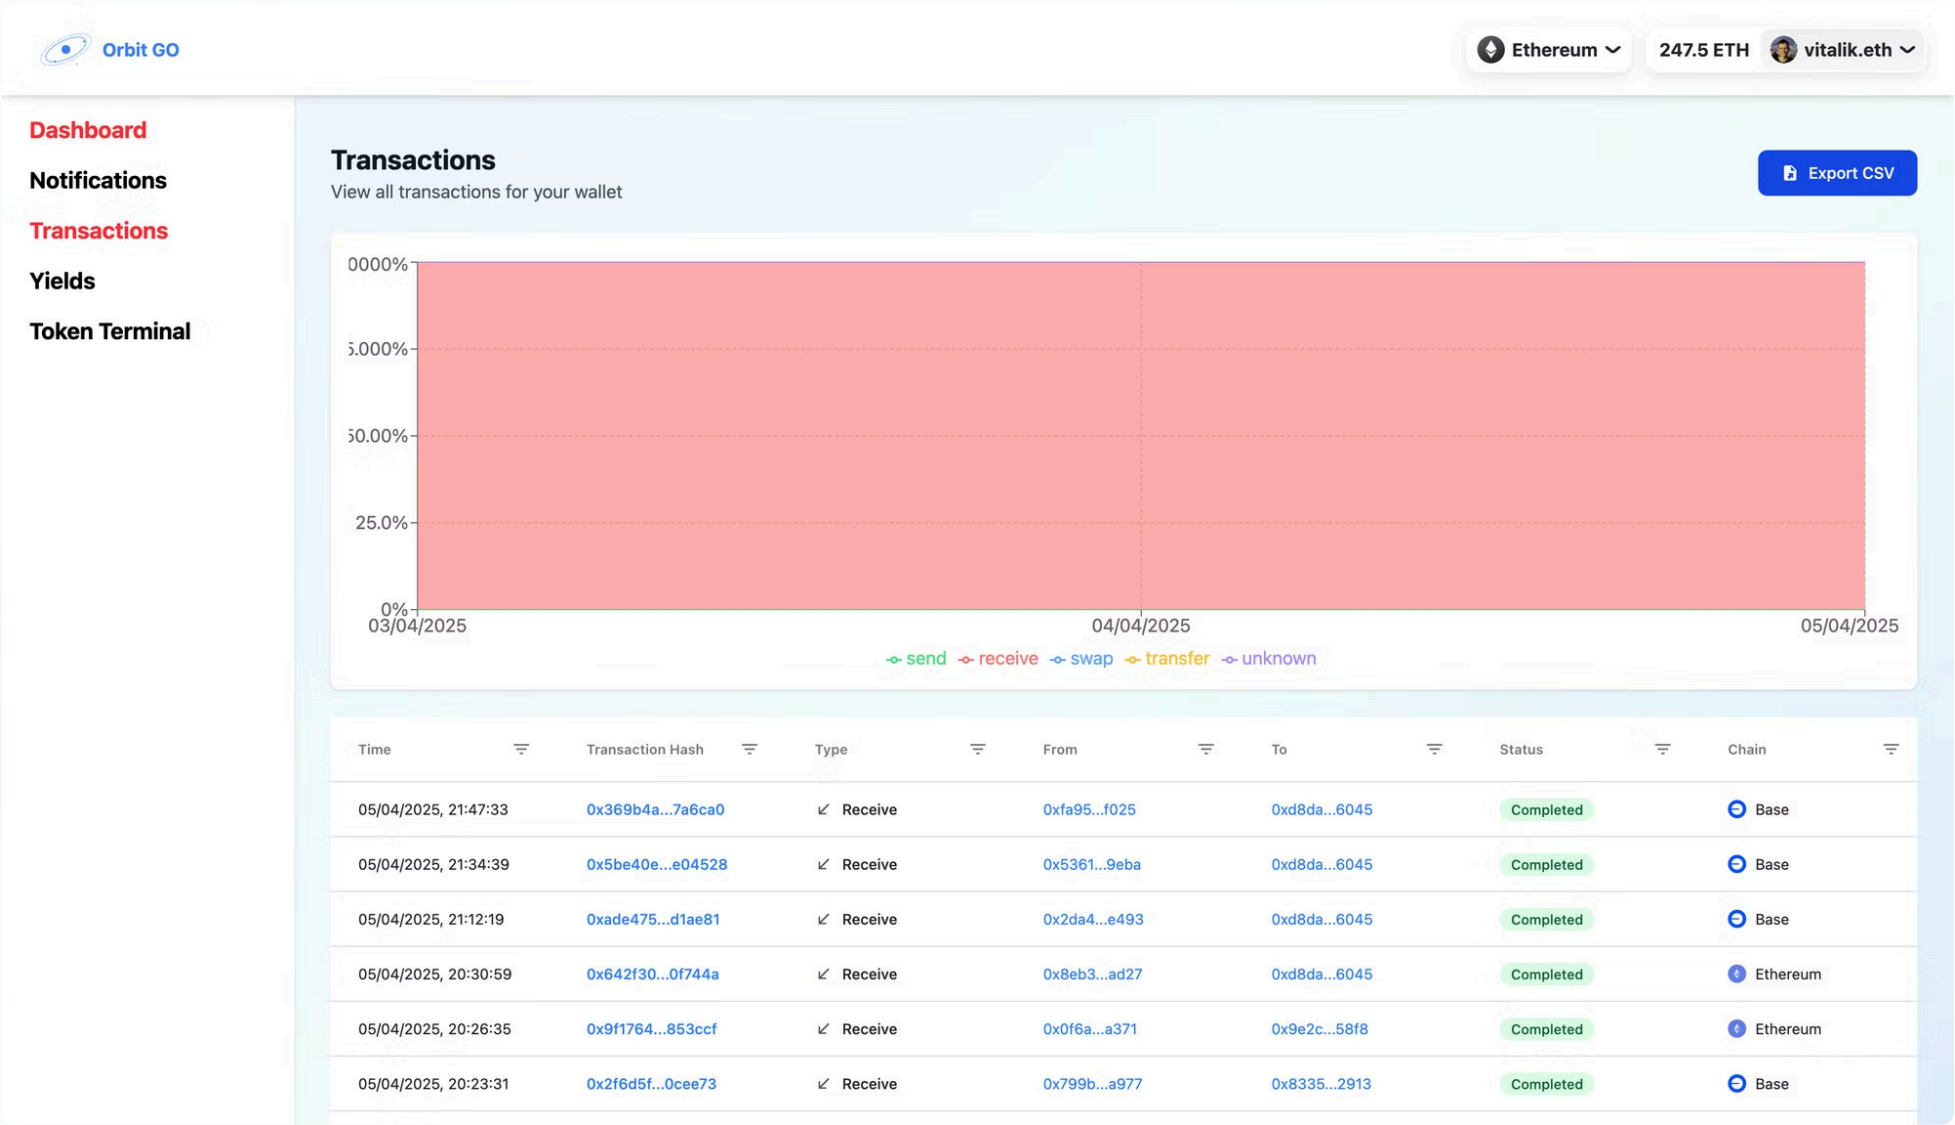 Orbit GO
Ethereum
247.5 ETH
vitalik.eth
Dashboard
Notifications
Transactions
Yields
Token Terminal
Transactions
View all transactions for your wallet
Export CSV
0000%
5.000%
50.00%
25.0%
0%
03/04/2025 04/04/2025 05/04/2025
send receive swap transfer unknown
Time Transaction Hash Type From To Status Chain
05/04/2025, 21:47:33 0x369b4a...7a6ca0 Receive 0xfa95...f025 0xd8da...6045 Completed Base
05/04/2025, 21:34:39 0x5be40e...e04528 Receive 0x5361...9eba 0xd8da...6045 Completed Base
05/04/2025, 21:12:19 0xade475...d1ae81 Receive 0x2da4...e493 0xd8da...6045 Completed Base
05/04/2025, 20:30:59 0x642f30...0f744a Receive 0x8eb3...ad27 0xd8da...6045 Completed Ethereum
05/04/2025, 20:26:35 0x9f1764...853ccf Receive 0x0f6a...a371 0x9e2c...58f8 Completed Ethereum
05/04/2025, 20:23:31 0x2f6d5f...0cee73 Receive 0x799b...a977 0x8335...2913 Completed Base